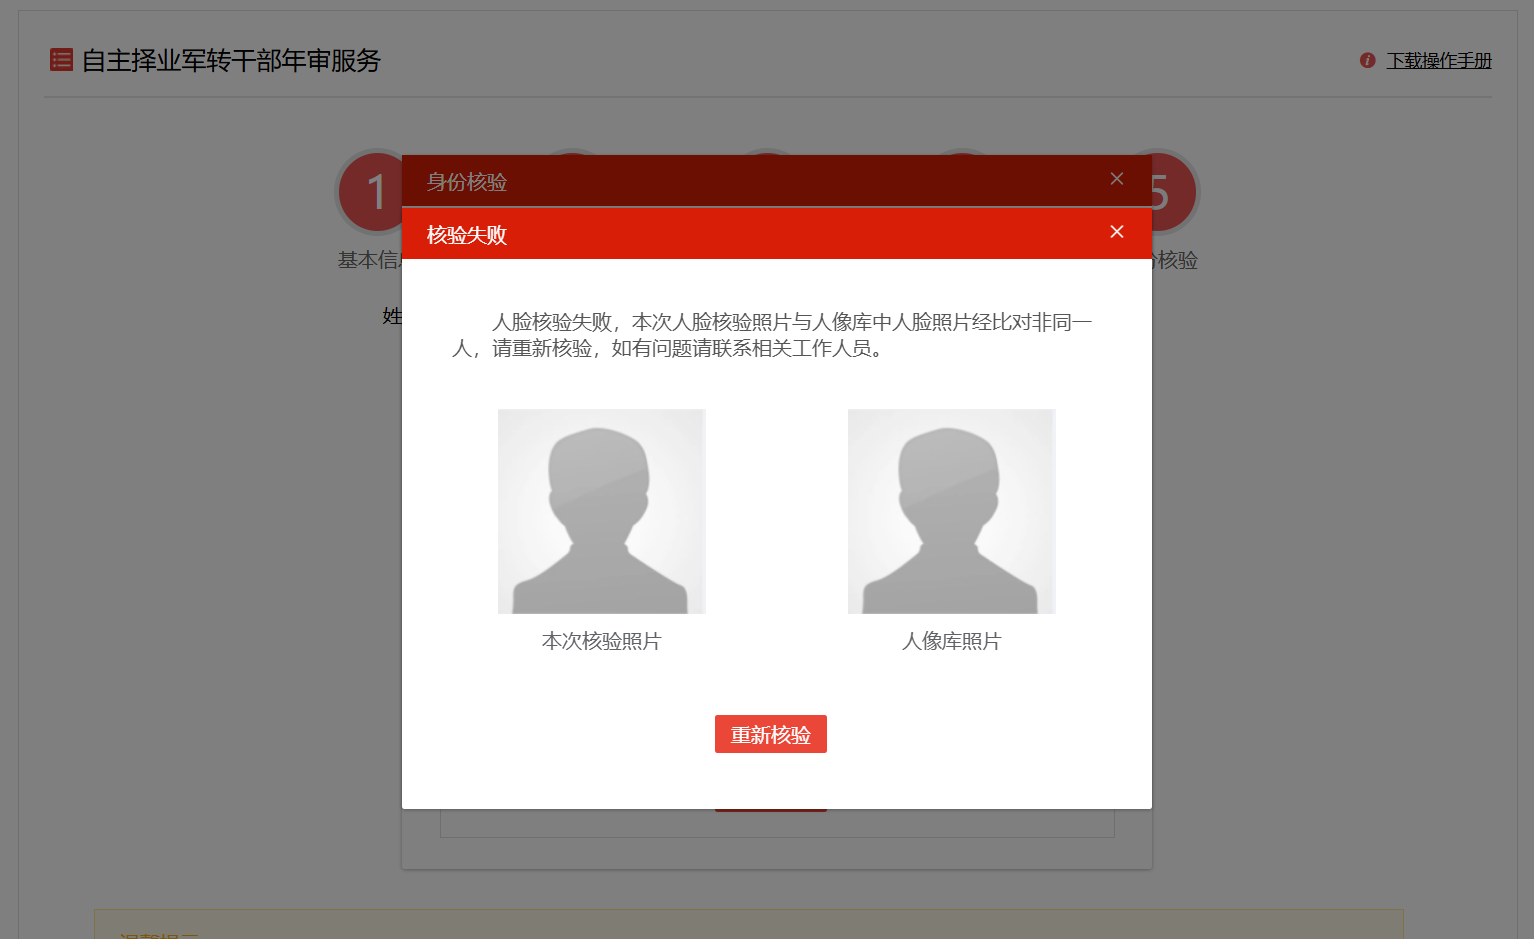 自主择业军转干部年审服务
下载操作手册
1
5
身份核验
核验失败
基本信
核验
姓
人脸核验失败，本次人脸核验照片与人像库中人脸照片经比对非同一
人，请重新核验，如有问题请联系相关工作人员。
本次核验照片
人像库照片
重新核验